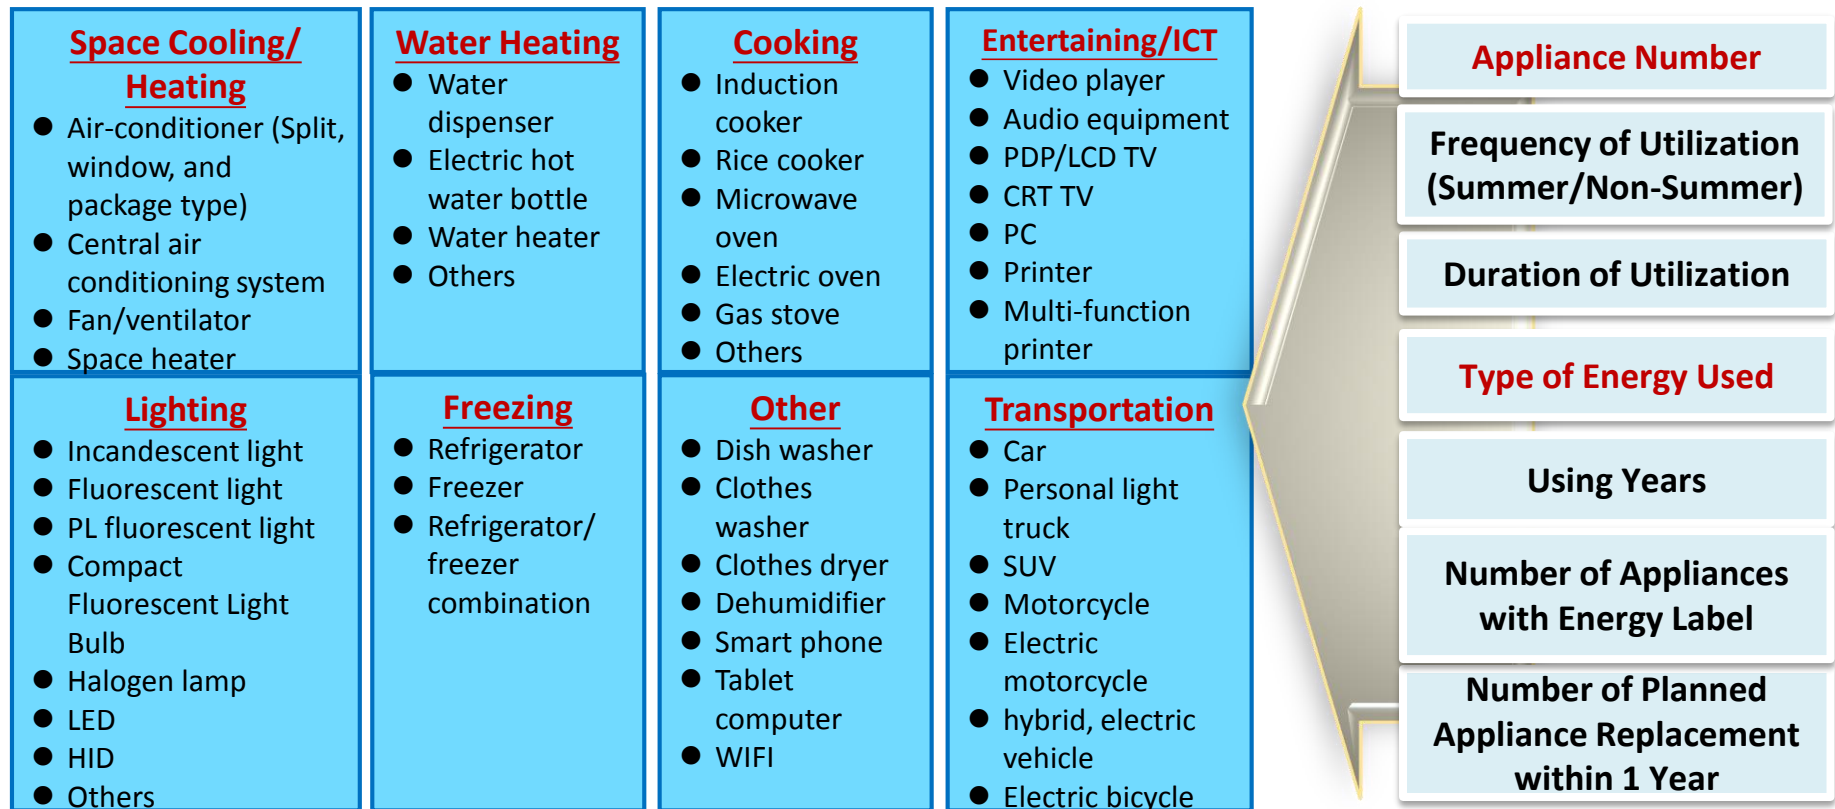 Space Cooling/
Heating
● Air-conditioner (Split,
window, and
package type)
● Central air
conditioning system
● Fan/ventilator
● Space heater
Water Heating
● Water
dispenser
● Electric hot
water bottle
● Water heater
● Others
Cooking
● Induction
cooker
● Rice cooker
● Microwave
oven
● Electric oven
● Gas stove
● Others
Entertaining/ICT
● Video player
● Audio equipment
● PDP/LCD TV
● CRT TV
● PC
● Printer
● Multi-function
printer
Lighting
● Incandescent light
● Fluorescent light
● PL fluorescent light
● Compact
Fluorescent Light
Bulb
● Halogen lamp
● LED
● HID
● Others
Freezing
● Refrigerator
● Freezer
● Refrigerator/
freezer
combination
Other
● Dish washer
● Clothes
washer
● Clothes dryer
● Dehumidifier
● Smart phone
● Tablet
computer
● WIFI
Transportation
● Car
● Personal light
truck
● SUV
● Motorcycle
● Electric
motorcycle
● hybrid, electric
vehicle
● Electric bicycle
Appliance Number
Frequency of Utilization
(Summer/Non-Summer)
Duration of Utilization
Type of Energy Used
Using Years
Number of Appliances
with Energy Label
Number of Planned
Appliance Replacement
within 1 Year